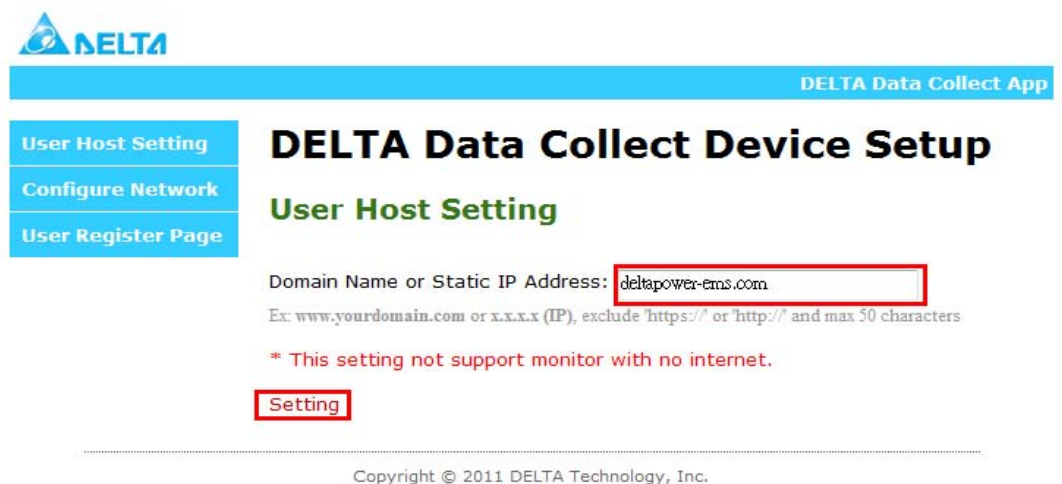 DELTA
DELTA Data Collect App
User Host Setting
Configure Network
User Register Page
DELTA Data Collect Device Setup
User Host Setting
Domain Name or Static IP Address: deltapower-ems.com
Ex: www.yourdomain.com or x.x.x.x (IP), exclude 'https://' or 'http://' and max 50 characters
* This setting not support monitor with no internet.
Setting
Copyright © 2011 DELTA Technology, Inc.